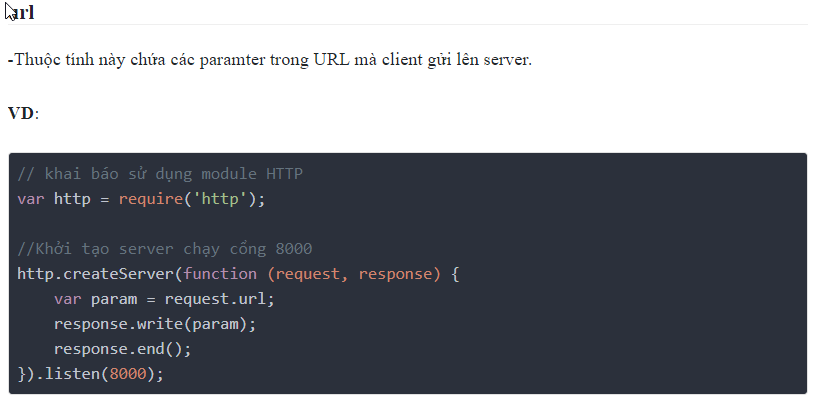 url
-Thuộc tính này chứa các paramter trong URL mà client gửi lên server.
VD:
// khai báo sử dụng module HTTP
var http = require('http');
//Khởi tạo server chạy cổng 8000
http.createServer(function (request, response) {
    var param = request.url;
    response.write(param);
    response.end();
}).listen(8000);